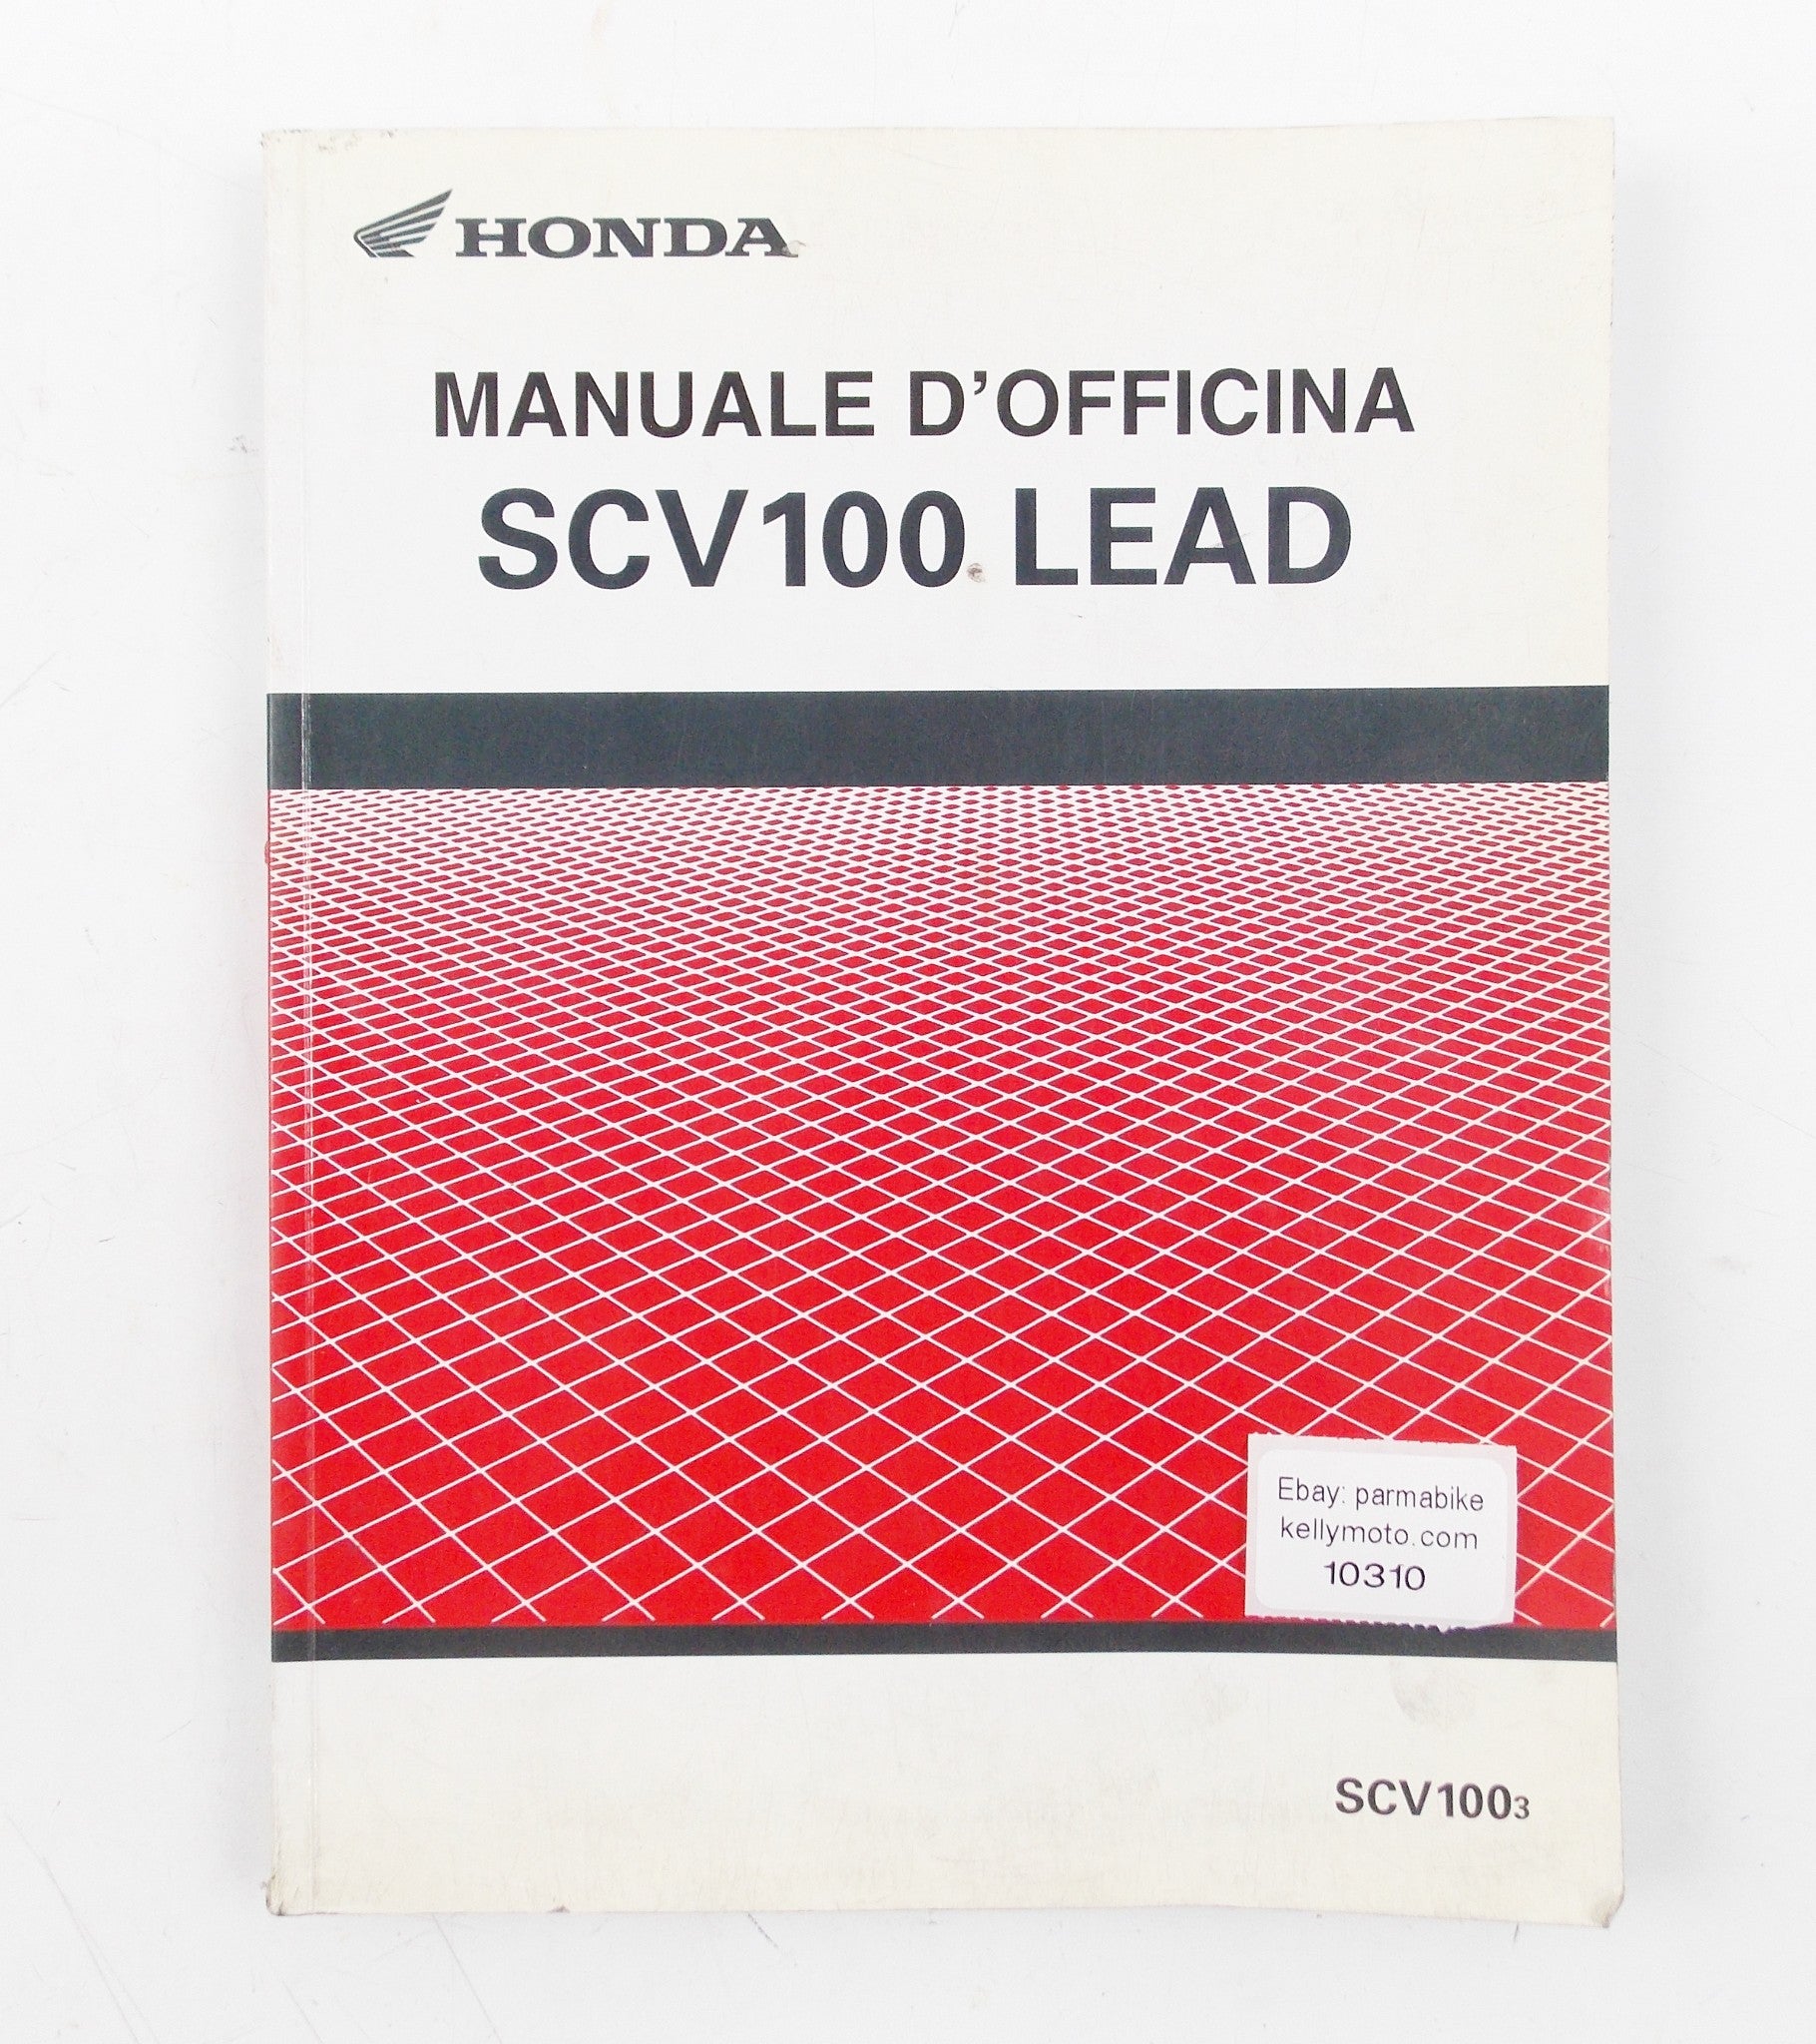 HONDA
MANUALE D’OFFICINA
SCV100 LEAD
Ebay: parmabike
kellymoto.com
10310
SCV1003